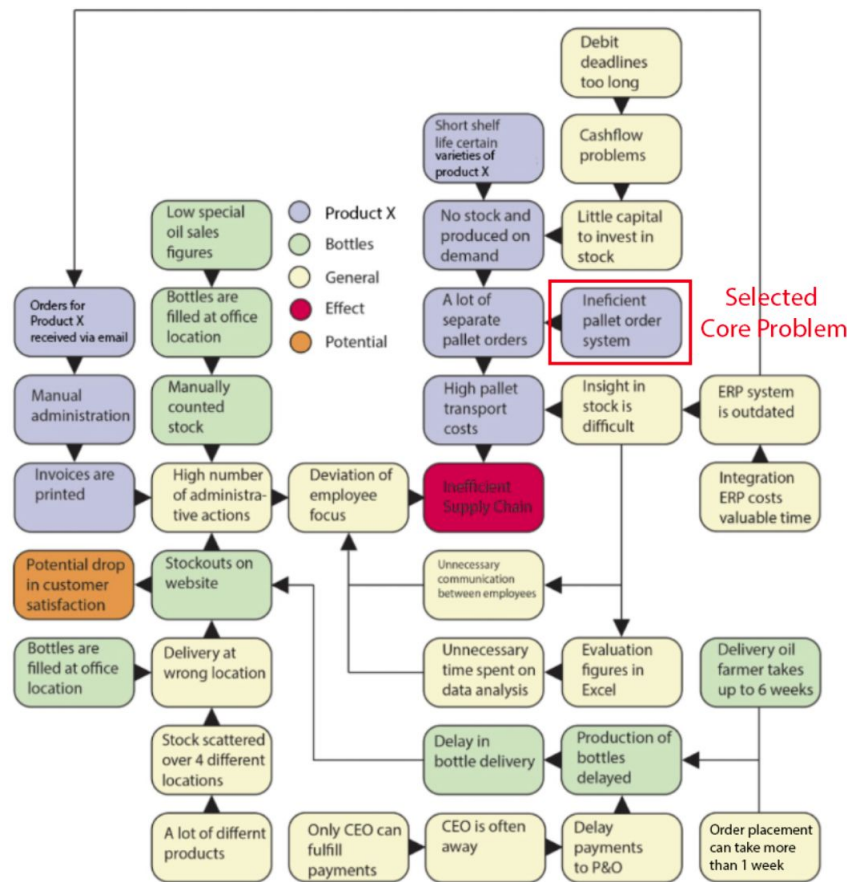 Debit
deadlines
too long
Short shelf
life certain
varieties of
product X
Cashflow
problems
Low special
oil sales
figures
Product X
Bottles
General
Effect
Potential
No stock and
produced on
demand
Little capital
to invest in
stock
Orders for
Product X
received via email
Bottles are
filled at office
location
A lot of
separate
pallet orders
Ineficient
pallet order
system
Selected
Core Problem
Manual
administration
Manually
counted
stock
High pallet
transport
costs
Insight in
stock is
difficult
ERP system
is outdated
Invoices are
printed
High number
of administra-
tive actions
Deviation of
employee
focus
Inefficient
Supply Chain
Integration
ERP costs
valuable time
Potential drop
in customer
satisfaction
Stockouts on
website
Unnecessary
communication
between employees
Bottles are
filled at office
location
Delivery at
wrong location
Unnecessary
time spent on
data analysis
Evaluation
figures in
Excel
Delivery oil
farmer takes
up to 6 weeks
Stock scattered
over 4 different
locations
Delay in
bottle delivery
Production of
bottles
delayed
A lot of differnt
products
Only CEO can
fulfill
payments
CEO is often
away
Delay
payments
to P&O
Order placement
can take more
than 1 week